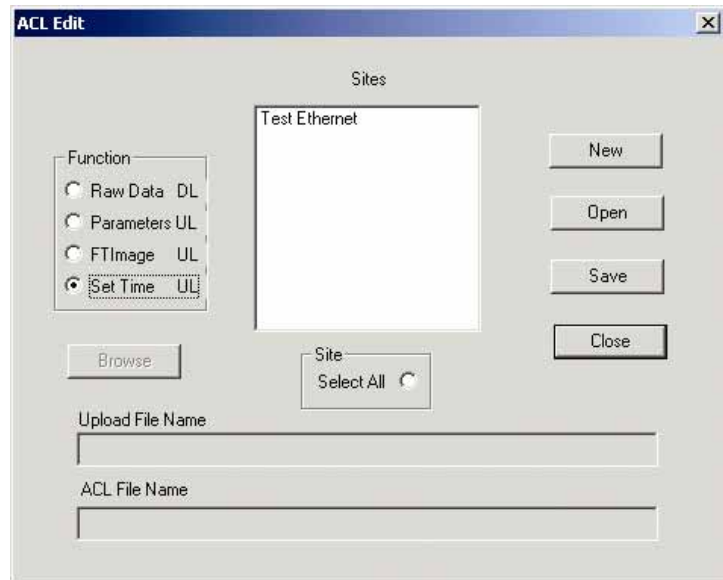 ACL Edit
Sites
Test Ethernet
Function
Raw Data DL
Parameters UL
FTImage UL
Set Time UL
New
Open
Save
Close
Browse
Site
Select All
Upload File Name
ACL File Name